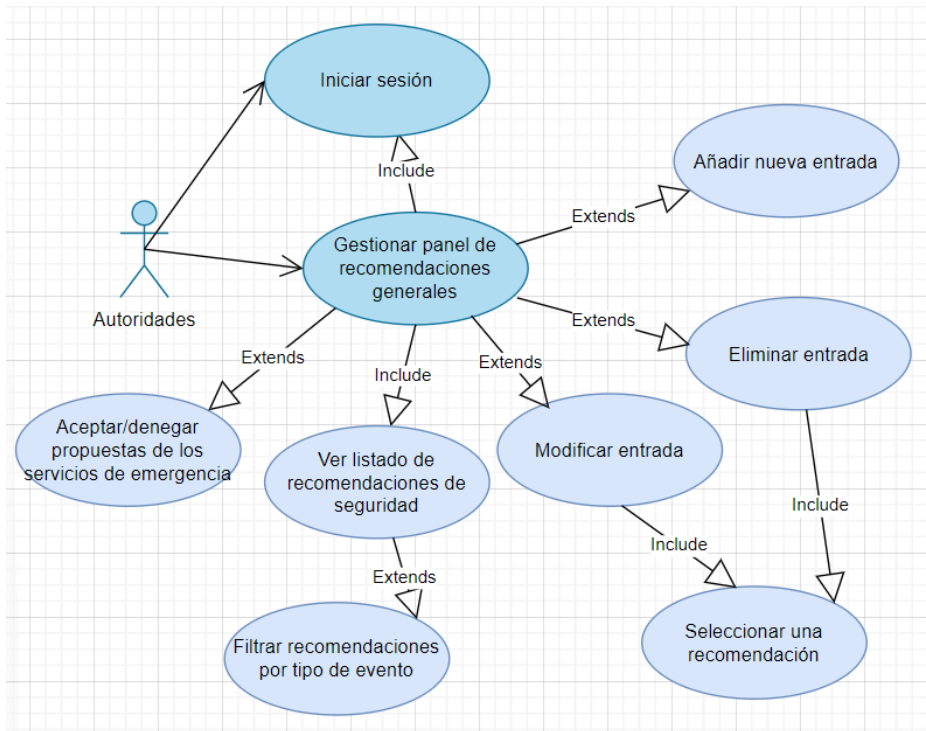 Iniciar sesión
Include
Añadir nueva entrada
Extends
Gestionar panel de
recomendaciones
generales
Autoridades
Extends
Eliminar entrada
Extends
Include
Extends
Aceptar/denegar
propuestas de los
servicios de emergencia
Ver listado de
recomendaciones de
seguridad
Modificar entrada
Include
Include
Extends
Filtrar recomendaciones
por tipo de evento
Seleccionar una
recomendación